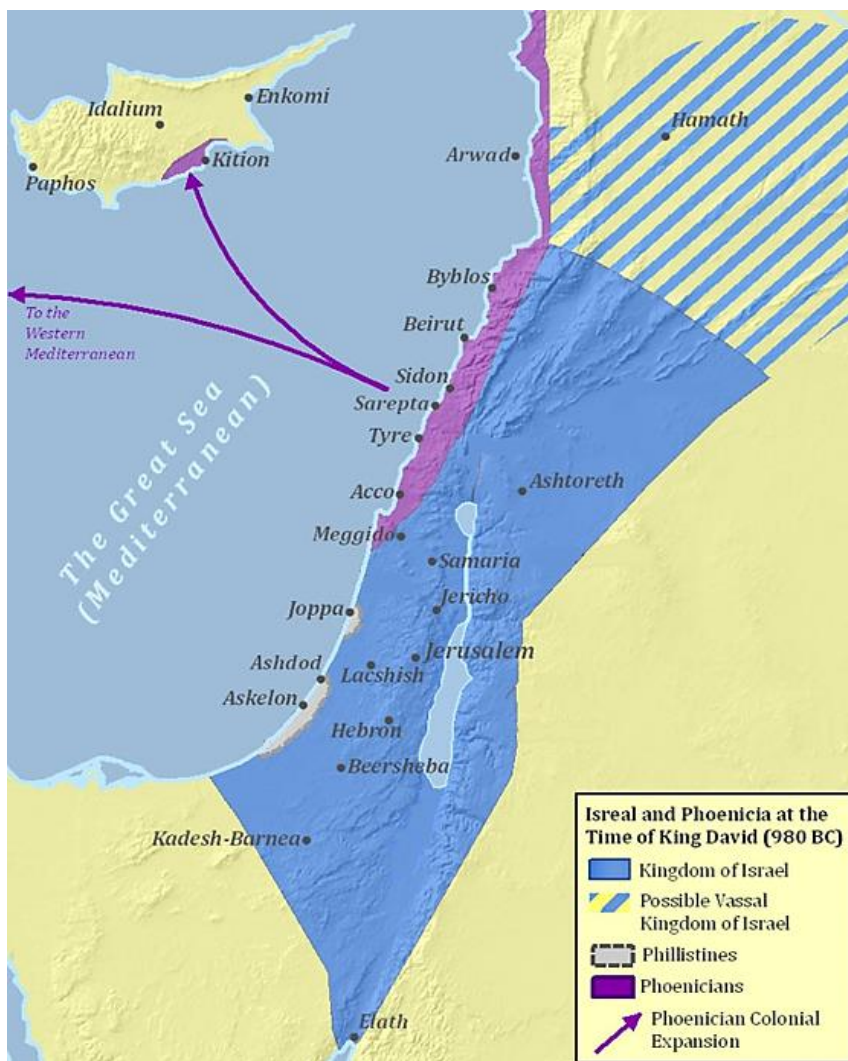 Enkomi
Idalium
Hamath
Arwad
Kition
Paphos
Byblos
To the
Western
Mediterranean
Beirut
Sidon
Sarepta
Tyre
The Great Sea
(Mediterranean)
Acco
Ashtoreth
Meggido
Samaria
Jericho
Joppa
Jerusalem
Ashdod
Lacshish
Askelon
Hebron
Beersheba
Kadesh-Barnea
Elath
Isreal and Phoenicia at the
Time of King David (980 BC)
Kingdom of Israel
Possible Vassal
Kingdom of Israel
Phillistines
Phoenicians
Phoenician Colonial
Expansion